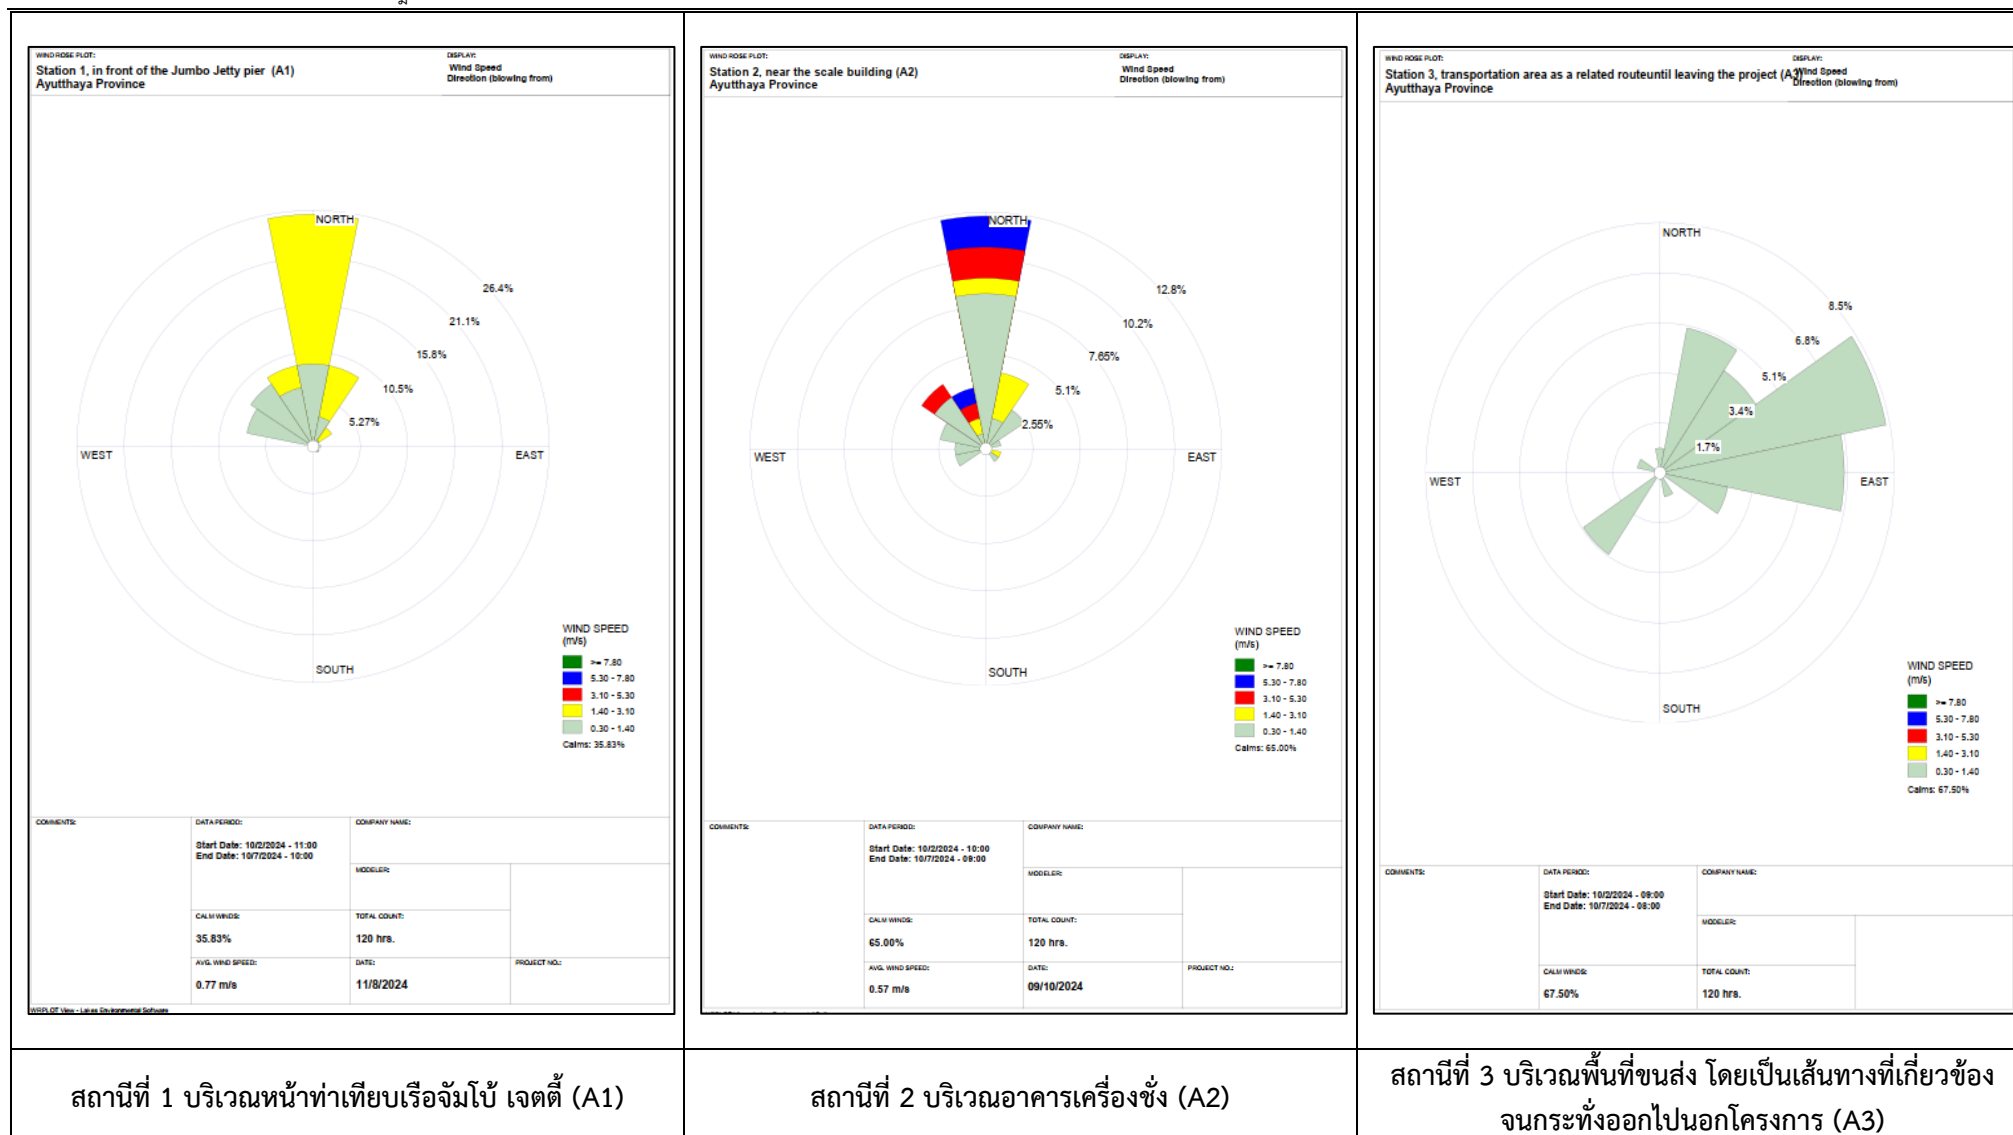 WIND ROSE PLOT:
Station 1, in front of the Jumbo Jetty pier (A1)
Ayutthaya Province
DISPLAY:
Wind Speed
Direction (blowing from)
NORTH
26.4%
21.1%
15.8%
10.5%
5.27%
WEST
EAST
SOUTH
WIND SPEED
(m/s)
>= 7.80
5.30 - 7.80
3.10 - 5.30
1.40 - 3.10
0.30 - 1.40
Calms: 35.83%
COMMENTS:
DATA PERIOD:
Start Date: 10/2/2024 - 11:00
End Date: 10/7/2024 - 10:00
COMPANY NAME:
MODELER:
CALM WINDS:
35.83%
TOTAL COUNT:
120 hrs.
AVG. WIND SPEED:
0.77 m/s
DATE:
11/8/2024
PROJECT NO.:
WRPLOT View - Lakes Environmental Software
สถานีที่ 1 บริเวณหน้าท่าเทียบเรือจัมโบ้ เจตตี้ (A1)
WIND ROSE PLOT:
Station 2, near the scale building (A2)
Ayutthaya Province
DISPLAY:
Wind Speed
Direction (blowing from)
NORTH
12.8%
10.2%
7.65%
5.1%
2.55%
WEST
EAST
SOUTH
WIND SPEED
(m/s)
>= 7.80
5.30 - 7.80
3.10 - 5.30
1.40 - 3.10
0.30 - 1.40
Calms: 65.00%
COMMENTS:
DATA PERIOD:
Start Date: 10/2/2024 - 10:00
End Date: 10/7/2024 - 09:00
COMPANY NAME:
MODELER:
CALM WINDS:
65.00%
TOTAL COUNT:
120 hrs.
AVG. WIND SPEED:
0.57 m/s
DATE:
09/10/2024
PROJECT NO.:
สถานีที่ 2 บริเวณอาคารเครื่องชั่ง (A2)
WIND ROSE PLOT:
Station 3, transportation area as a related routeuntil leaving the project (A3)
Ayutthaya Province
DISPLAY:
Wind Speed
Direction (blowing from)
NORTH
8.5%
6.8%
5.1%
3.4%
1.7%
WEST
EAST
SOUTH
WIND SPEED
(m/s)
>= 7.80
5.30 - 7.80
3.10 - 5.30
1.40 - 3.10
0.30 - 1.40
Calms: 67.50%
COMMENTS:
DATA PERIOD:
Start Date: 10/2/2024 - 09:00
End Date: 10/7/2024 - 08:00
COMPANY NAME:
MODELER:
CALM WINDS:
67.50%
TOTAL COUNT:
120 hrs.
สถานีที่ 3 บริเวณพื้นที่ขนส่ง โดยเป็นเส้นทางที่เกี่ยวข้อง
จนกระทั่งออกไปนอกโครงการ (A3)